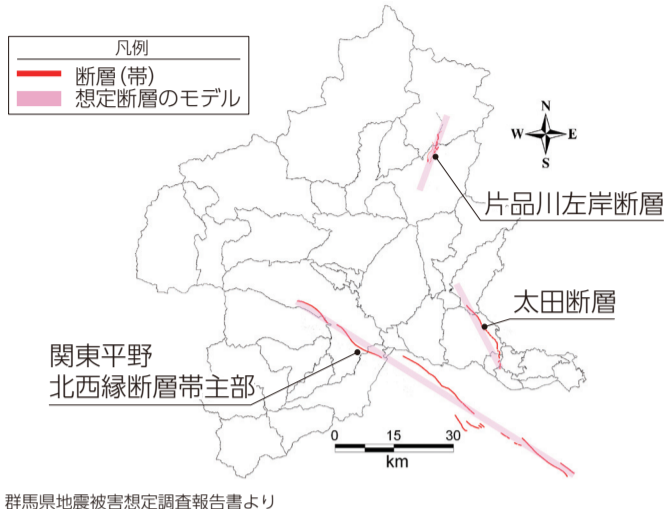 凡例
断層(帯)
想定断層のモデル
N
W E
S
片品川左岸断層
太田断層
関東平野
北西縁断層帯主部
0 15 30
km
群馬県地震被害想定調査報告書より